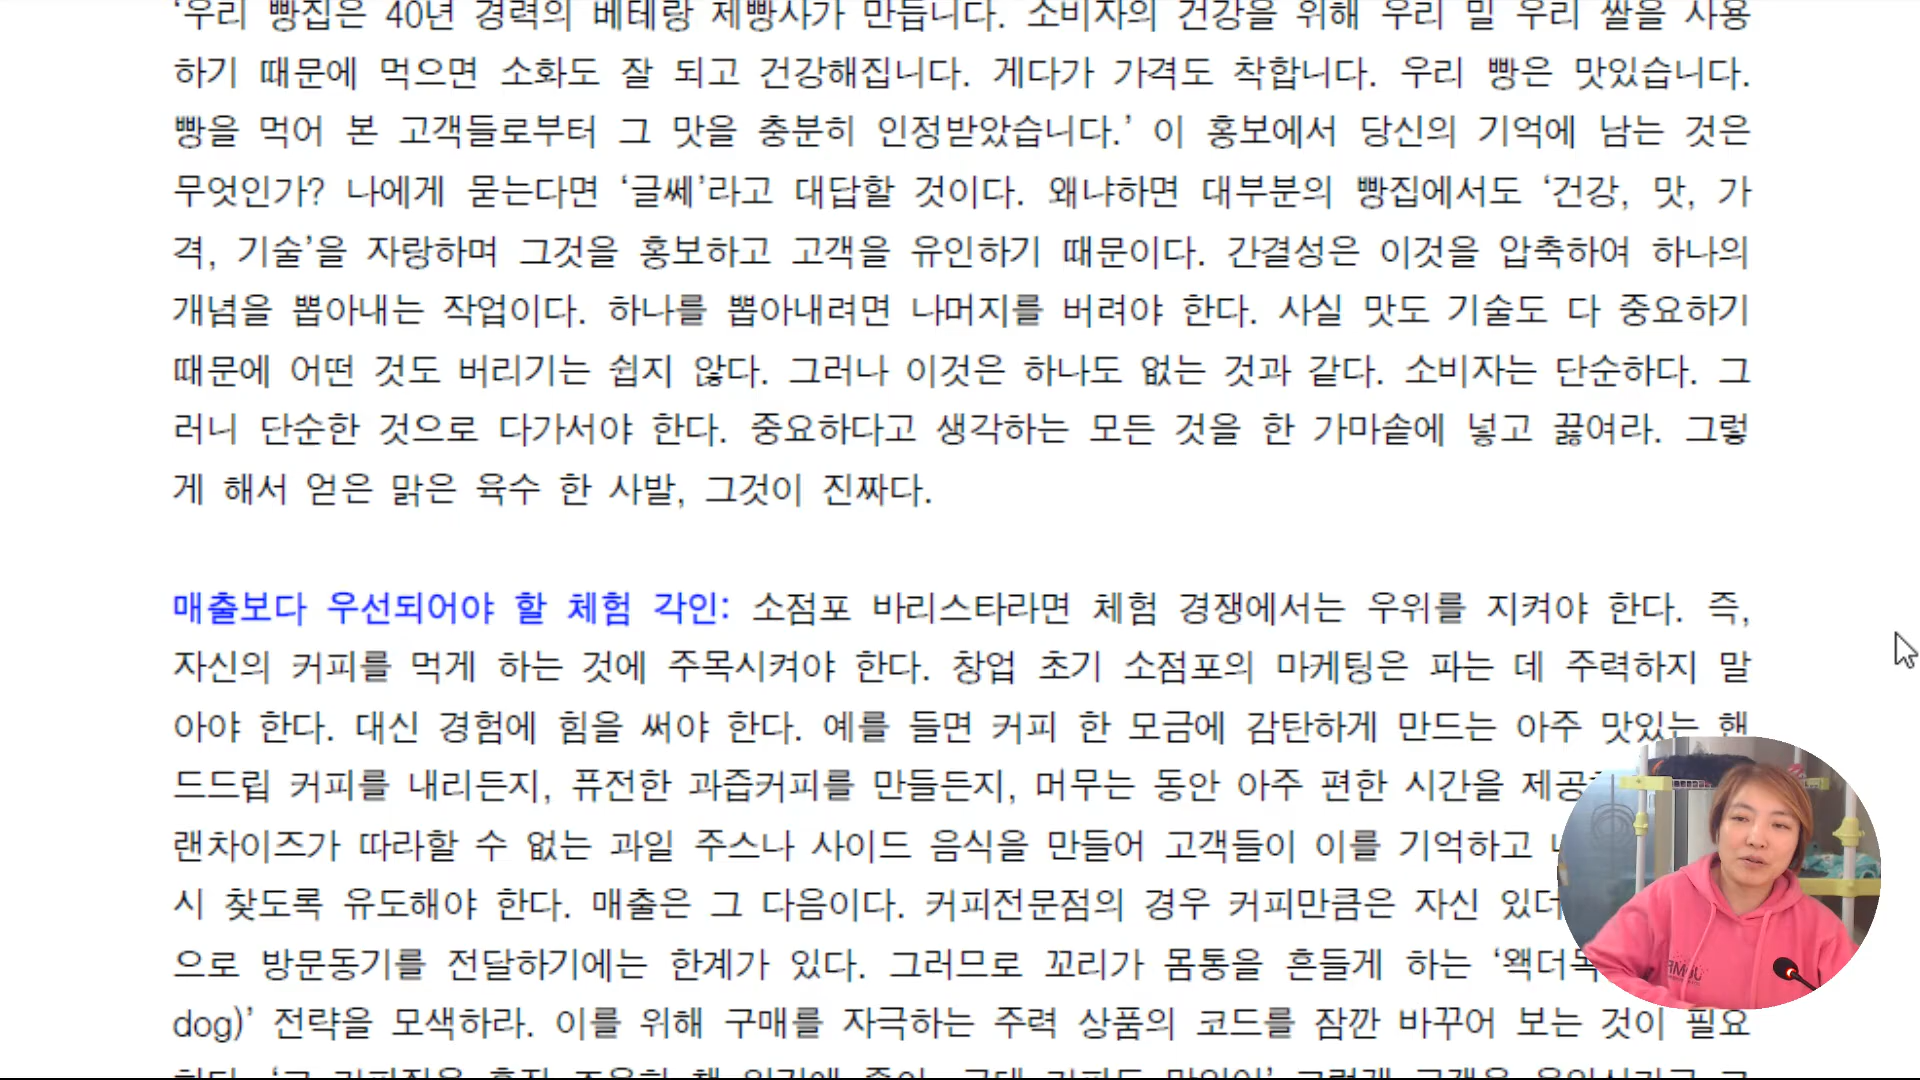 ‘우리 빵집은 40년 경력의 베테랑 제빵사가 만듭니다. 소비자의 건강을 위해 우리 밀 우리 쌀을 사용
하기 때문에 먹으면 소화도 잘 되고 건강해집니다. 게다가 가격도 착합니다. 우리 빵은 맛있습니다.
빵을 먹어 본 고객들로부터 그 맛을 충분히 인정받았습니다.’ 이 홍보에서 당신의 기억에 남는 것은
무엇인가? 나에게 묻는다면 ‘글쎄’라고 대답할 것이다. 왜냐하면 대부분의 빵집에서도 ‘건강, 맛, 가
격, 기술’을 자랑하며 그것을 홍보하고 고객을 유인하기 때문이다. 간결성은 이것을 압축하여 하나의
개념을 뽑아내는 작업이다. 하나를 뽑아내려면 나머지를 버려야 한다. 사실 맛도 기술도 다 중요하기
때문에 어떤 것도 버리기는 쉽지 않다. 그러나 이것은 하나도 없는 것과 같다. 소비자는 단순하다. 그
러니 단순한 것으로 다가서야 한다. 중요하다고 생각하는 모든 것을 한 가마솥에 넣고 끓여라. 그렇
게 해서 얻은 맑은 육수 한 사발, 그것이 진짜다.
매출보다 우선되어야 할 체험 각인: 소점포 바리스타라면 체험 경쟁에서는 우위를 지켜야 한다. 즉,
자신의 커피를 먹게 하는 것에 주목시켜야 한다. 창업 초기 소점포의 마케팅은 파는 데 주력하지 말
아야 한다. 대신 경험에 힘을 써야 한다. 예를 들면 커피 한 모금에 감탄하게 만드는 아주 맛있는 핸
드드립 커피를 내리든지, 퓨전한 과즙커피를 만들든지, 머무는 동안 아주 편한 시간을
랜차이즈가 따라할 수 없는 과일 주스나 사이드 음식을 만들어 고객들이 이를 기억하고
시 찾도록 유도해야 한다. 매출은 그 다음이다. 커피전문점의 경우 커피만큼은 자신
으로 방문동기를 전달하기에는 한계가 있다. 그러므로 꼬리가 몸통을 흔들게 하는
dog)’ 전략을 모색하라. 이를 위해 구매를 자극하는 주력 상품의 코드를 잠깐 바꾸어 보는 것이 필요